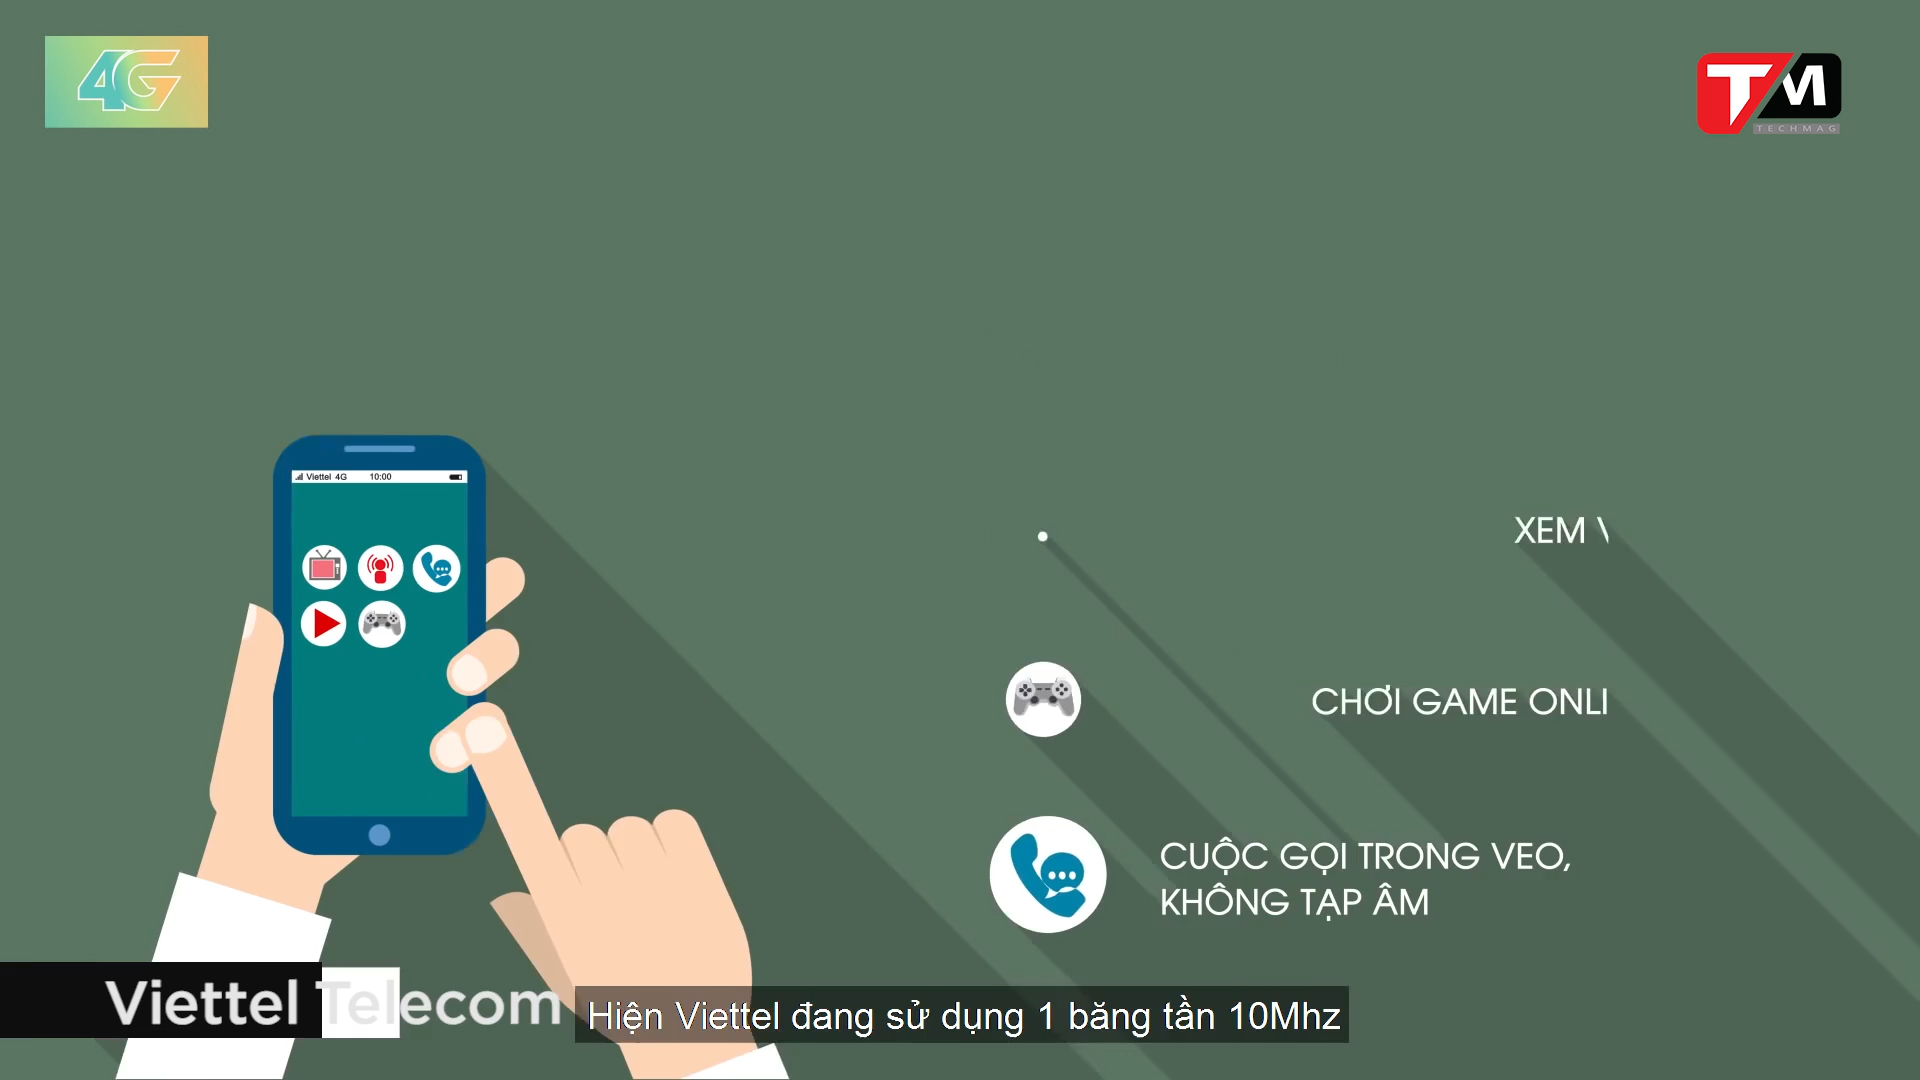 4G
TM
TECHMAG
Viettel 4G 10:00
XEM
CHƠI GAME ONLI
CUỘC GỌI TRONG VEO,
KHÔNG TẠP ÂM
Viettel Telecom
Hiện Viettel đang sử dụng 1 băng tần 10Mhz